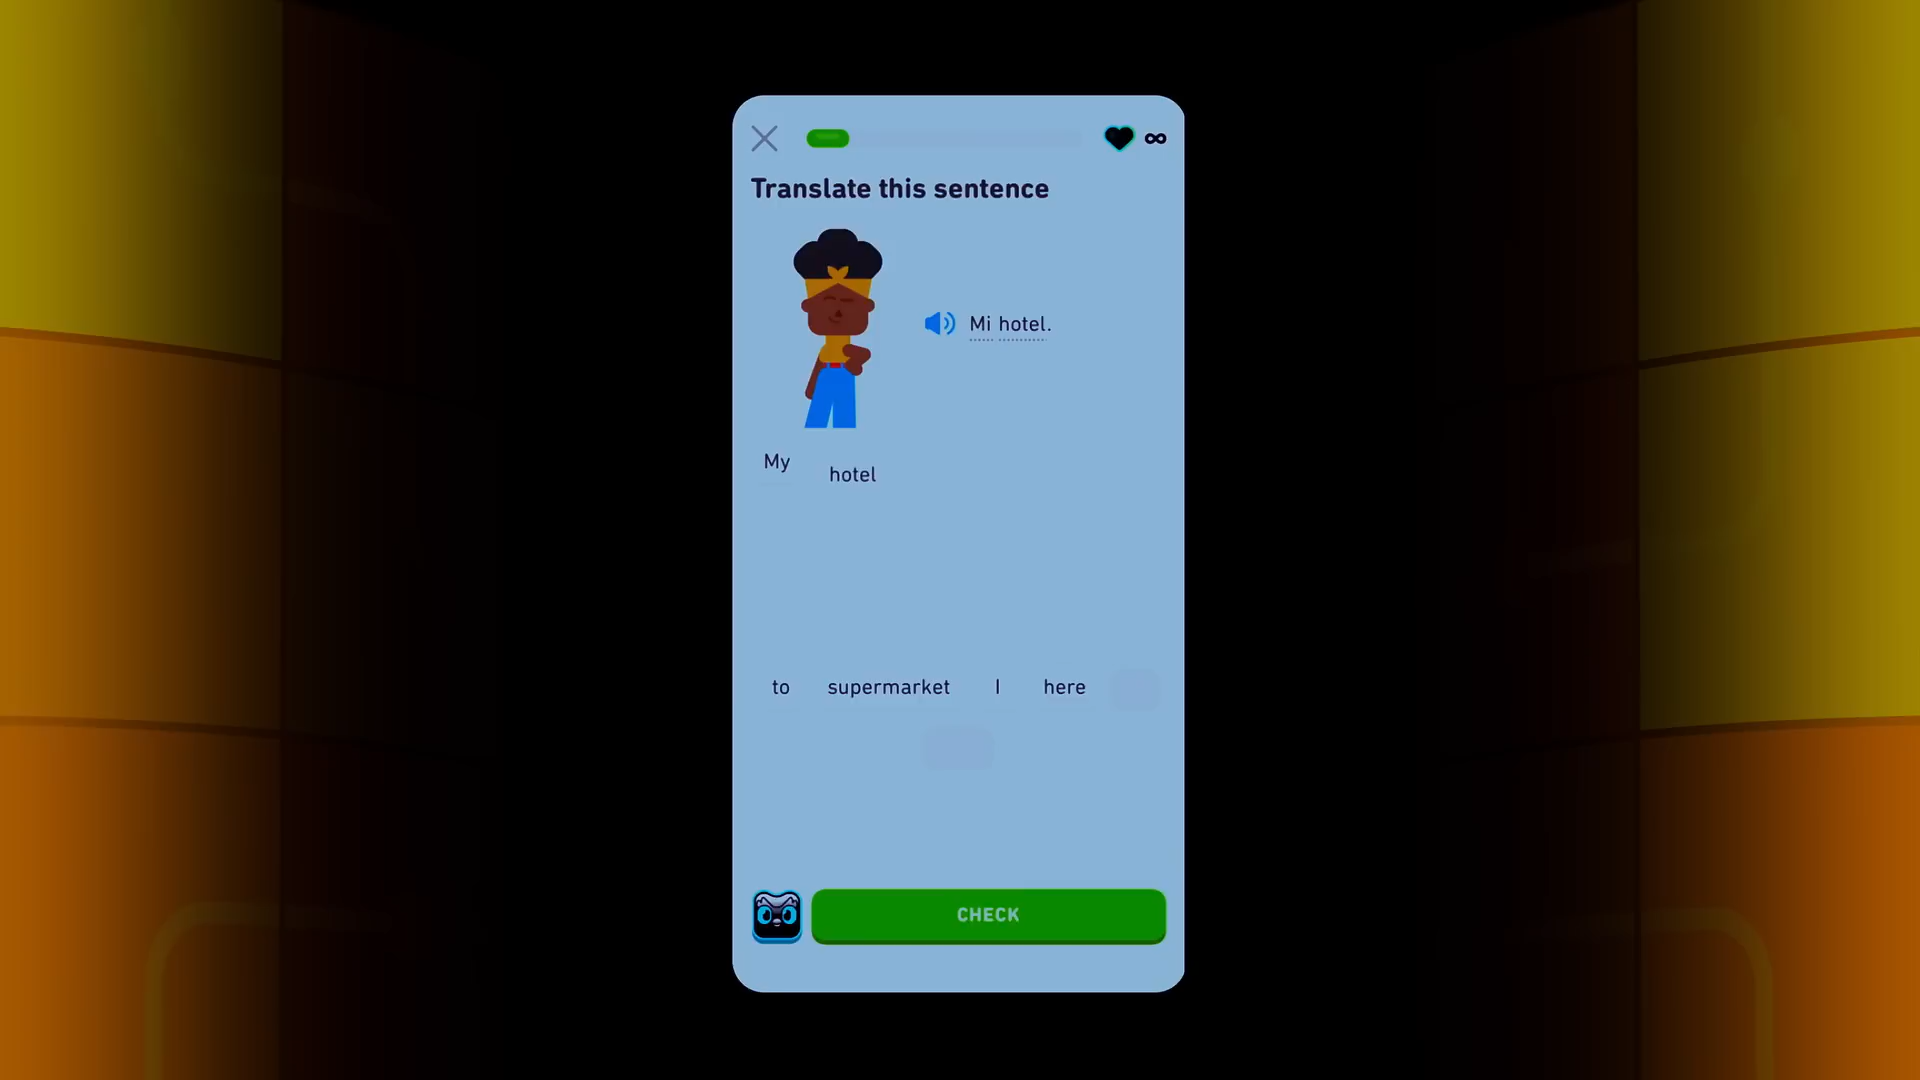 Translate this sentence
Mi hotel.
My hotel
to supermarket I here
CHECK